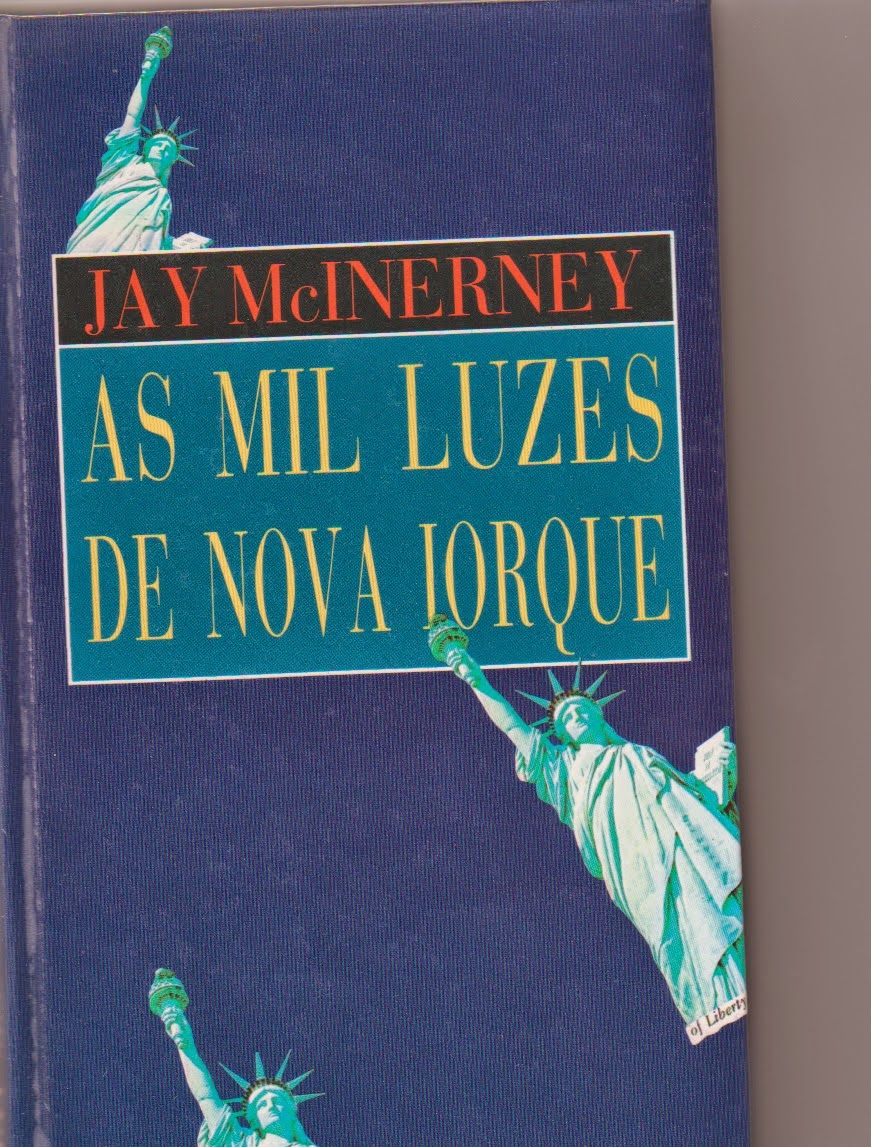 JAY McINERNEY
AS MIL LUZES
DE NOVA IORQUE
of Liberty